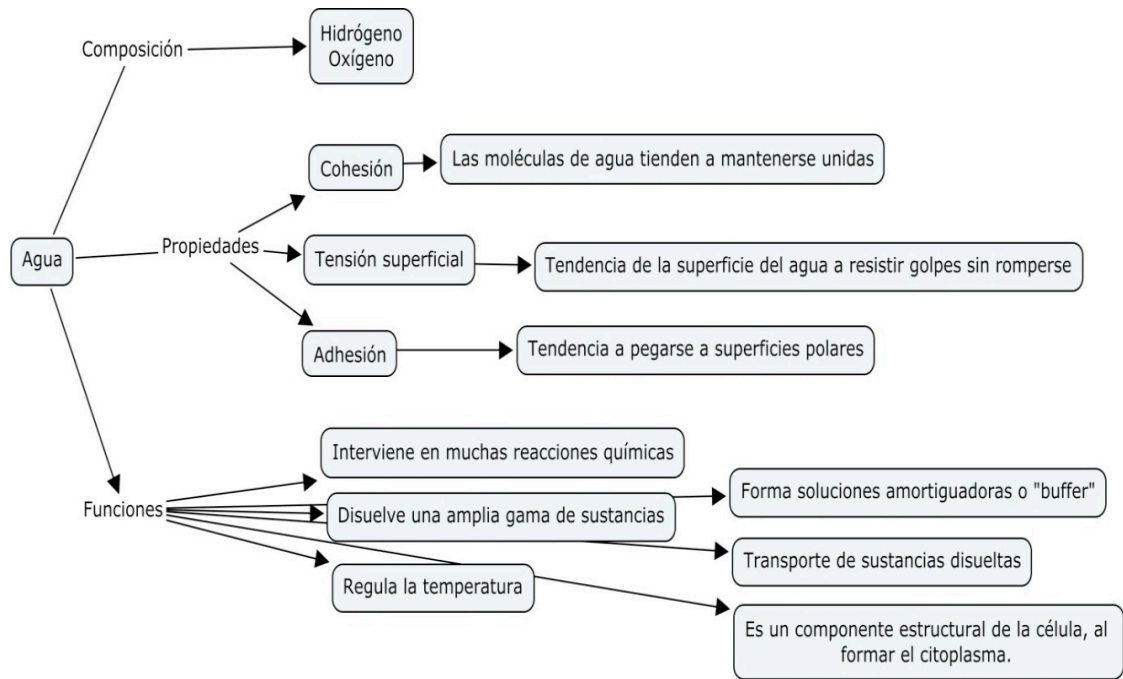 Composición
Hidrógeno
Oxígeno
Cohesión
Las moléculas de agua tienden a mantenerse unidas
Agua
Propiedades
Tensión superficial
Tendencia de la superficie del agua a resistir golpes sin romperse
Adhesión
Tendencia a pegarse a superficies polares
Funciones
Interviene en muchas reacciones químicas
Forma soluciones amortiguadoras o "buffer"
Disuelve una amplia gama de sustancias
Transporte de sustancias disueltas
Regula la temperatura
Es un componente estructural de la célula, al
formar el citoplasma.